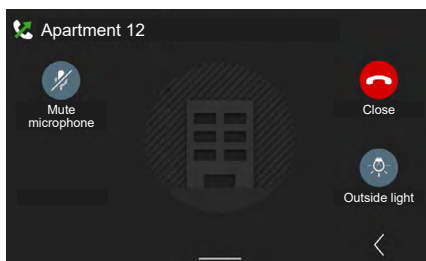 Apartment 12
Mute
microphone
Close
Outside light